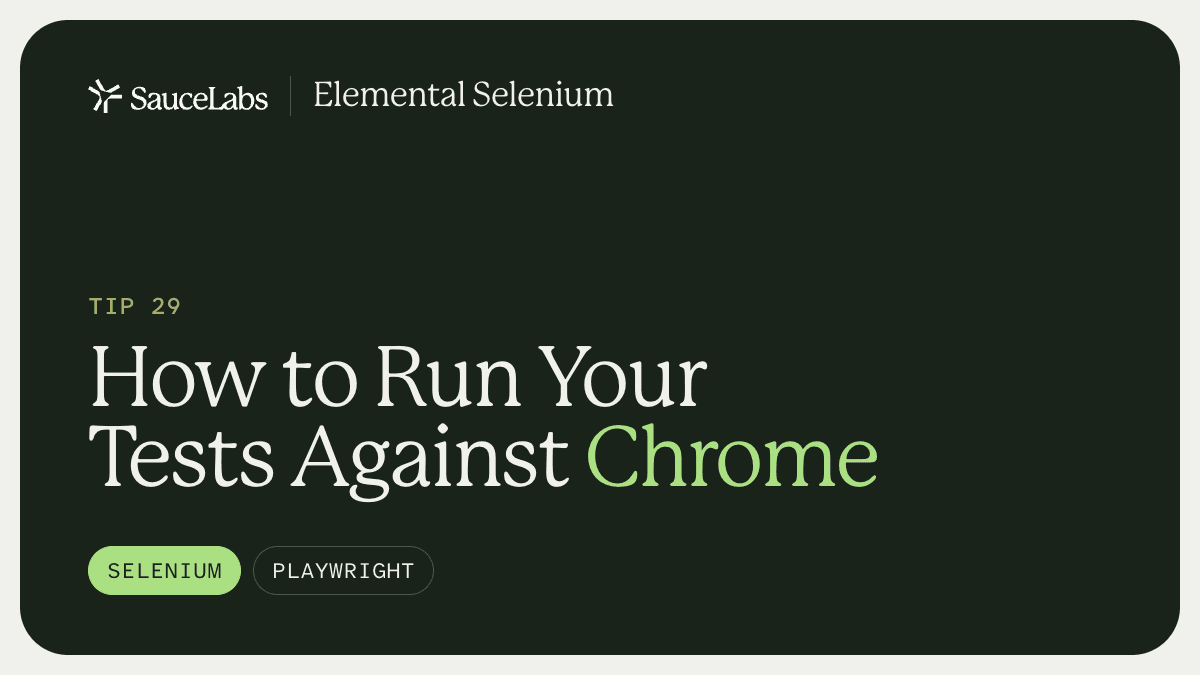 SauceLabs
Elemental Selenium
TIP 29
How to Run Your
Tests Against Chrome
SELENIUM
PLAYWRIGHT